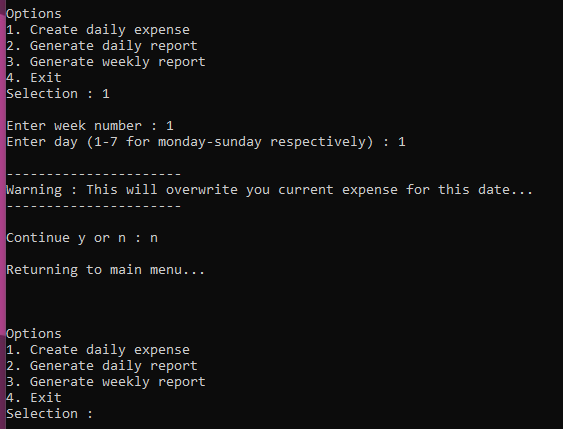 Options
1. Create daily expense
2. Generate daily report
3. Generate weekly report
4. Exit
Selection : 1
Enter week number : 1
Enter day (1-7 for monday-sunday respectively) : 1
----------------------
Warning : This will overwrite you current expense for this date...
----------------------
Continue y or n : n
Returning to main menu...
Options
1. Create daily expense
2. Generate daily report
3. Generate weekly report
4. Exit
Selection :